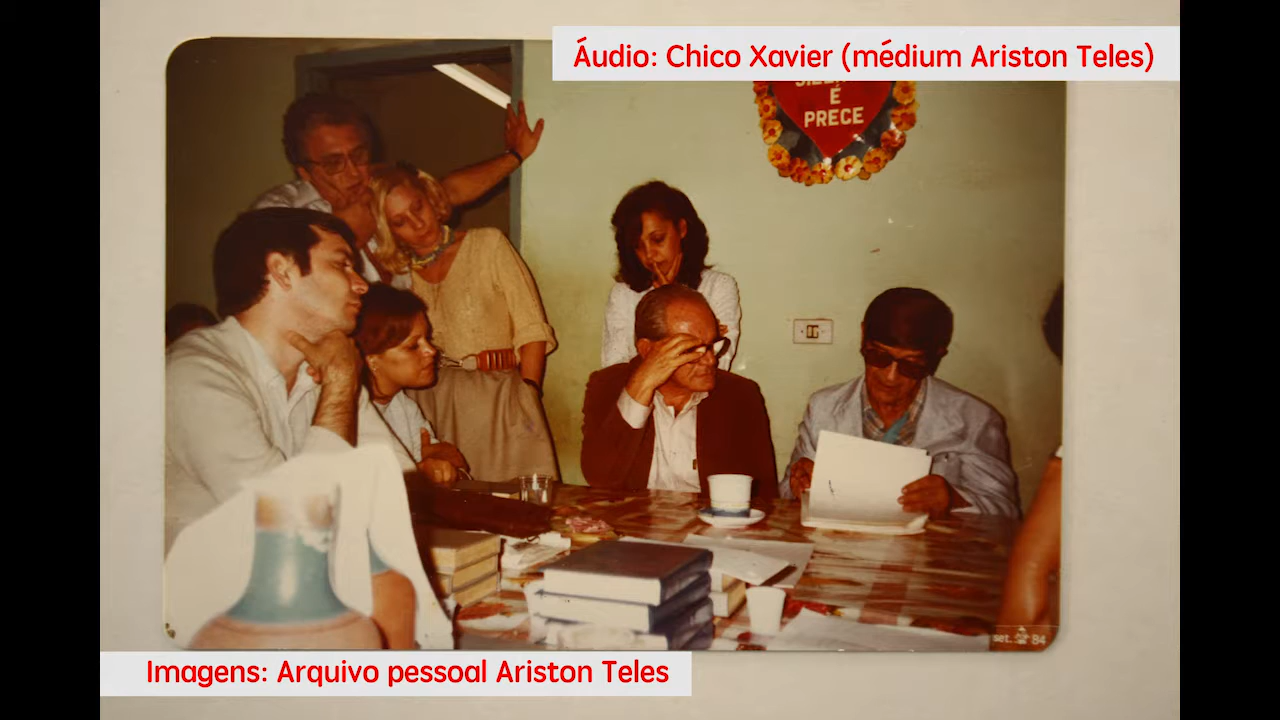 Áudio: Chico Xavier (médium Ariston Teles)
É
PRECE
set. 84
Imagens: Arquivo pessoal Ariston Teles